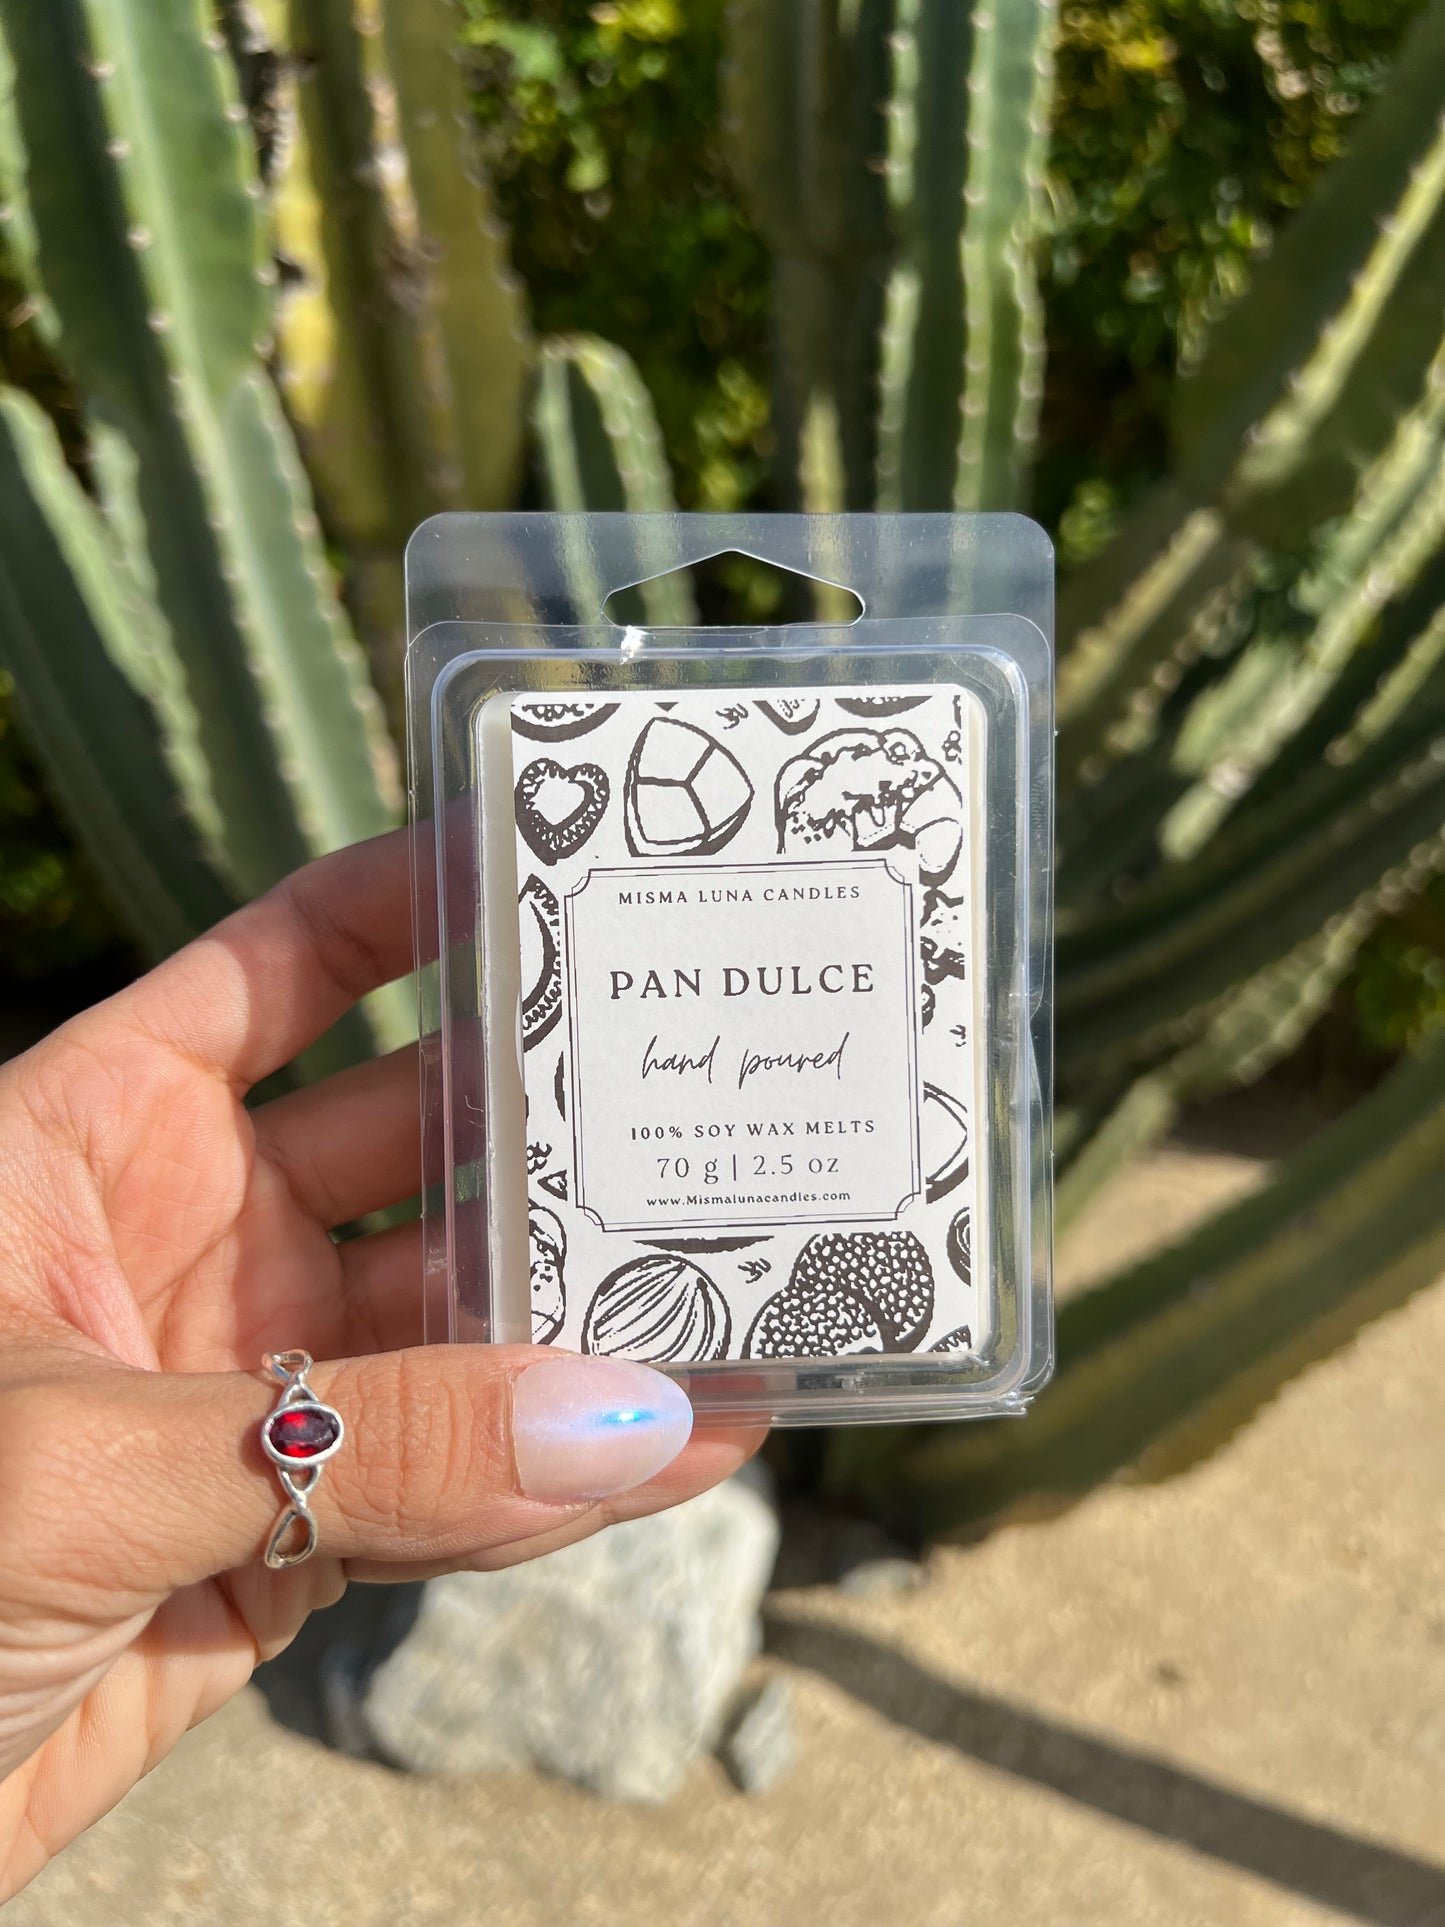 MISMA LUNA CANDLES
PAN DULCE
hand poured
100% SOY WAX MELTS
70 g | 2.5 oz
www.Mismalunacandles.com